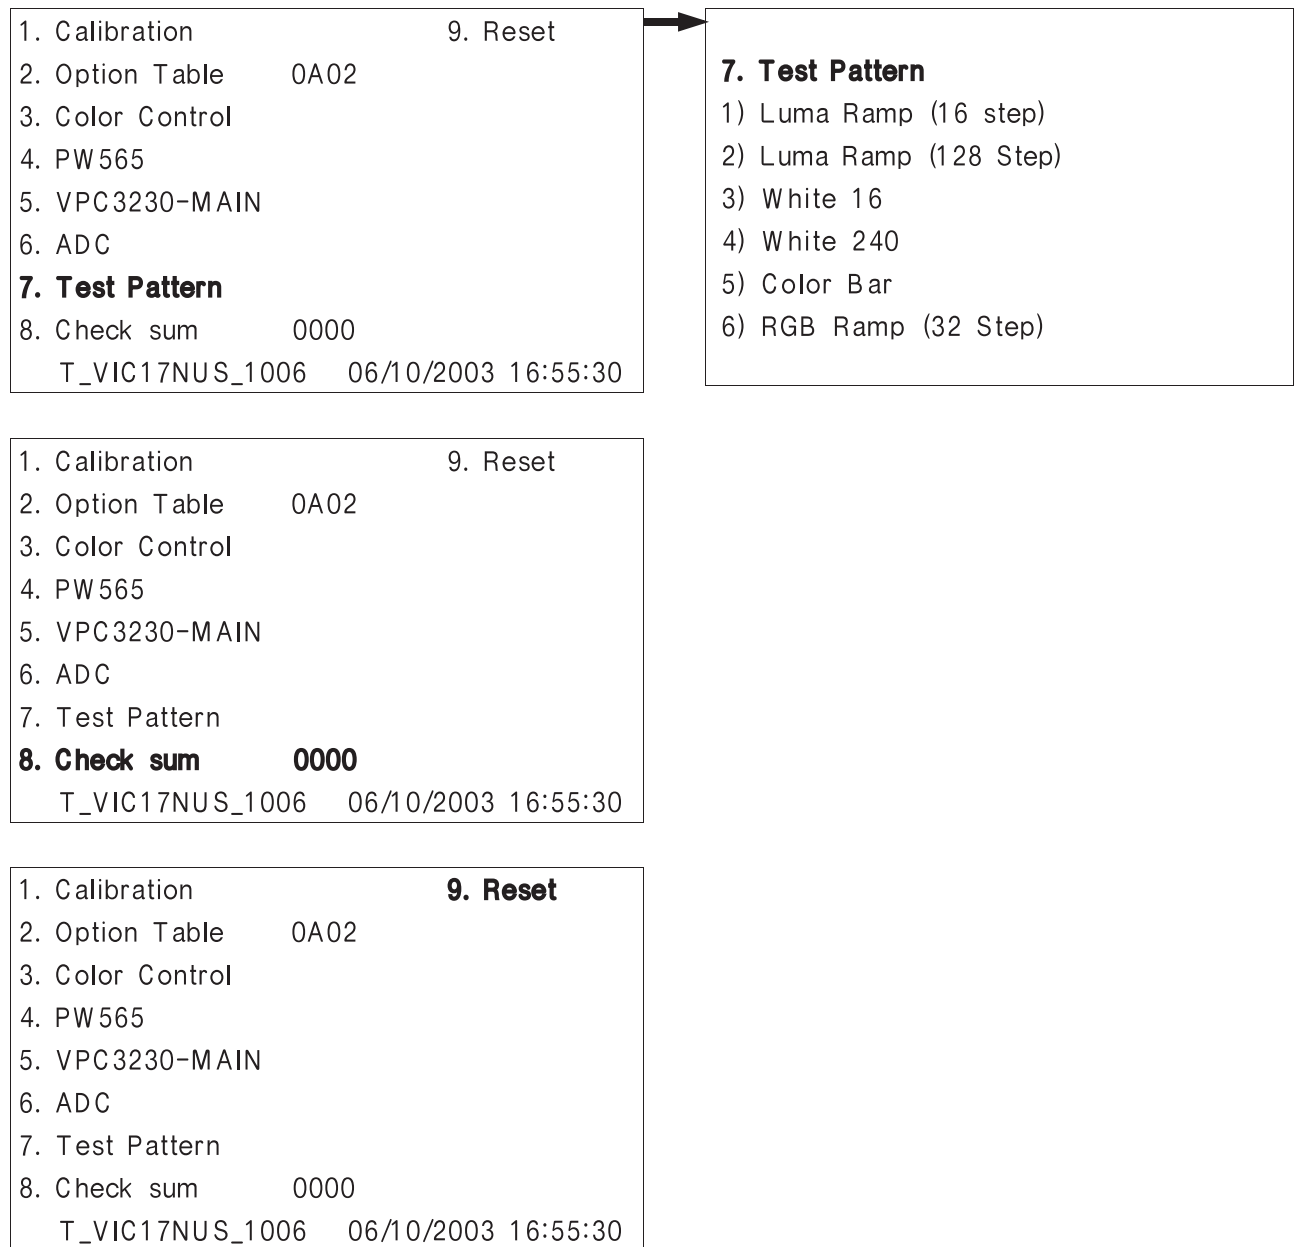 1. Calibration 9. Reset
2. Option Table 0A02
3. Color Control
4. PW565
5. VPC3230-MAIN
6. ADC
7. Test Pattern
8. Check sum 0000
T_VIC17NUS_1006 06/10/2003 16:55:30
7. Test Pattern
1) Luma Ramp (16 step)
2) Luma Ramp (128 Step)
3) White 16
4) White 240
5) Color Bar
6) RGB Ramp (32 Step)
1. Calibration 9. Reset
2. Option Table 0A02
3. Color Control
4. PW565
5. VPC3230-MAIN
6. ADC
7. Test Pattern
8. Check sum 0000
T_VIC17NUS_1006 06/10/2003 16:55:30
1. Calibration 9. Reset
2. Option Table 0A02
3. Color Control
4. PW565
5. VPC3230-MAIN
6. ADC
7. Test Pattern
8. Check sum 0000
T_VIC17NUS_1006 06/10/2003 16:55:30